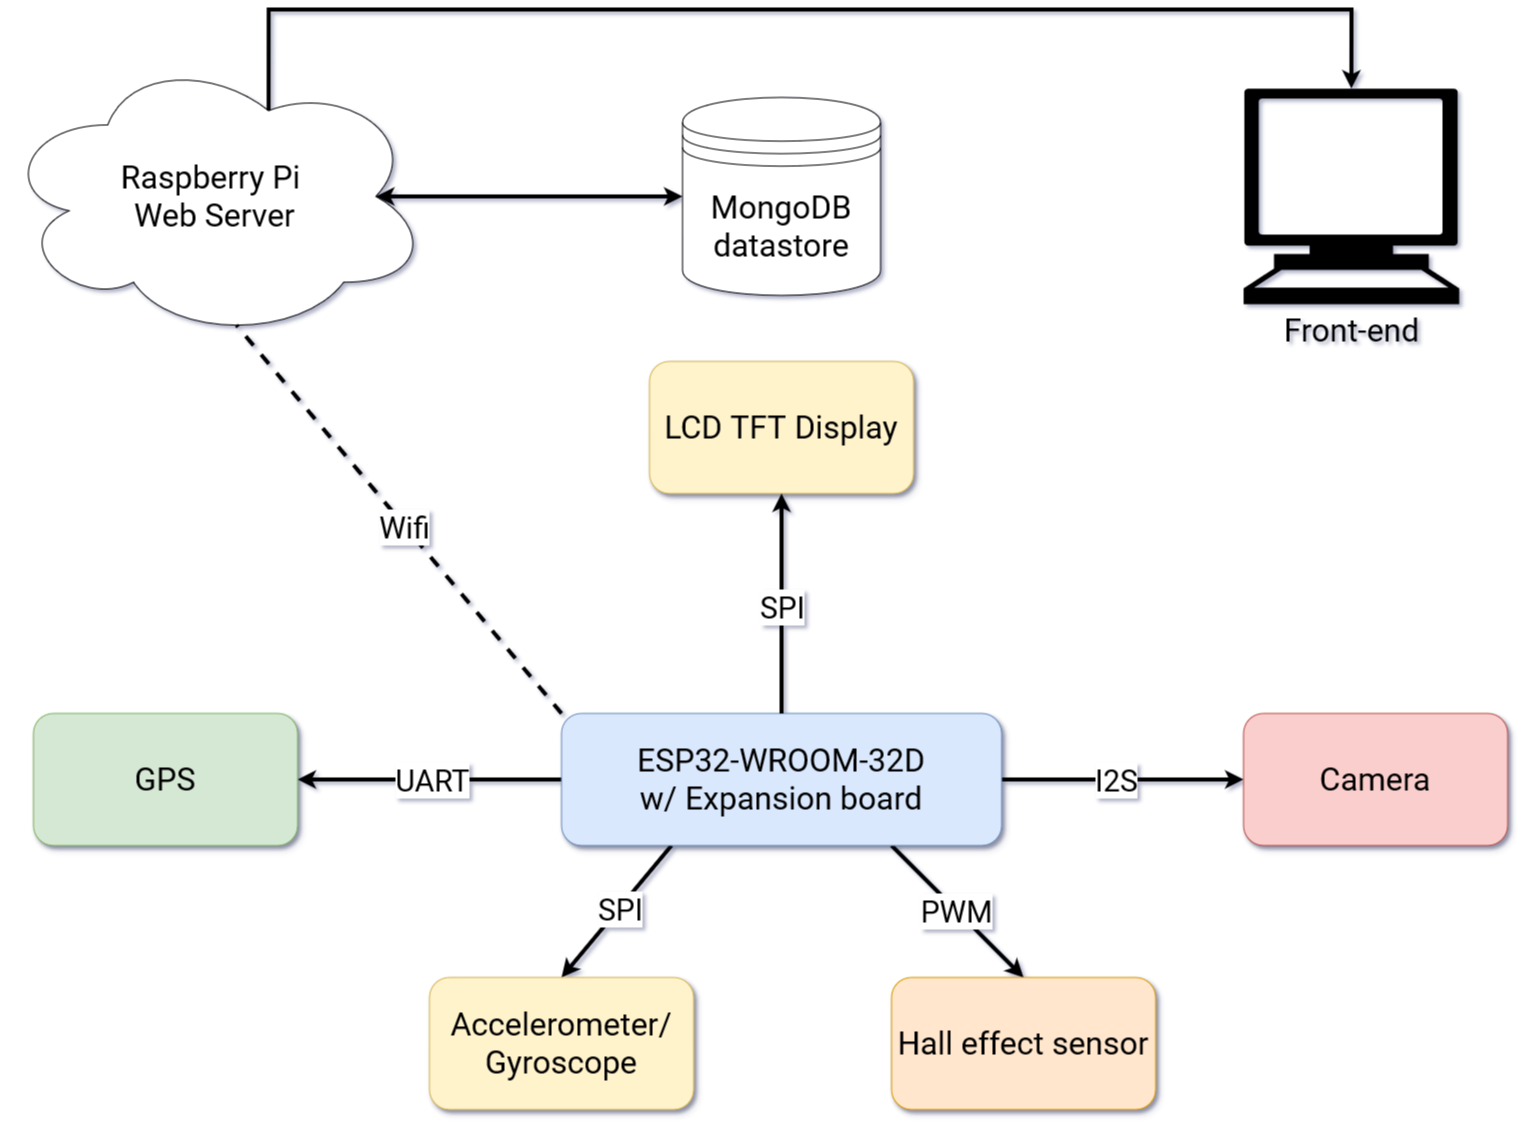 Raspberry Pi
Web Server
MongoDB
datastore
Front-end
LCD TFT Display
Wifi
SPI
GPS
UART
ESP32-WROOM-32D
w/ Expansion board
I2S
Camera
SPI
PWM
Accelerometer/
Gyroscope
Hall effect sensor